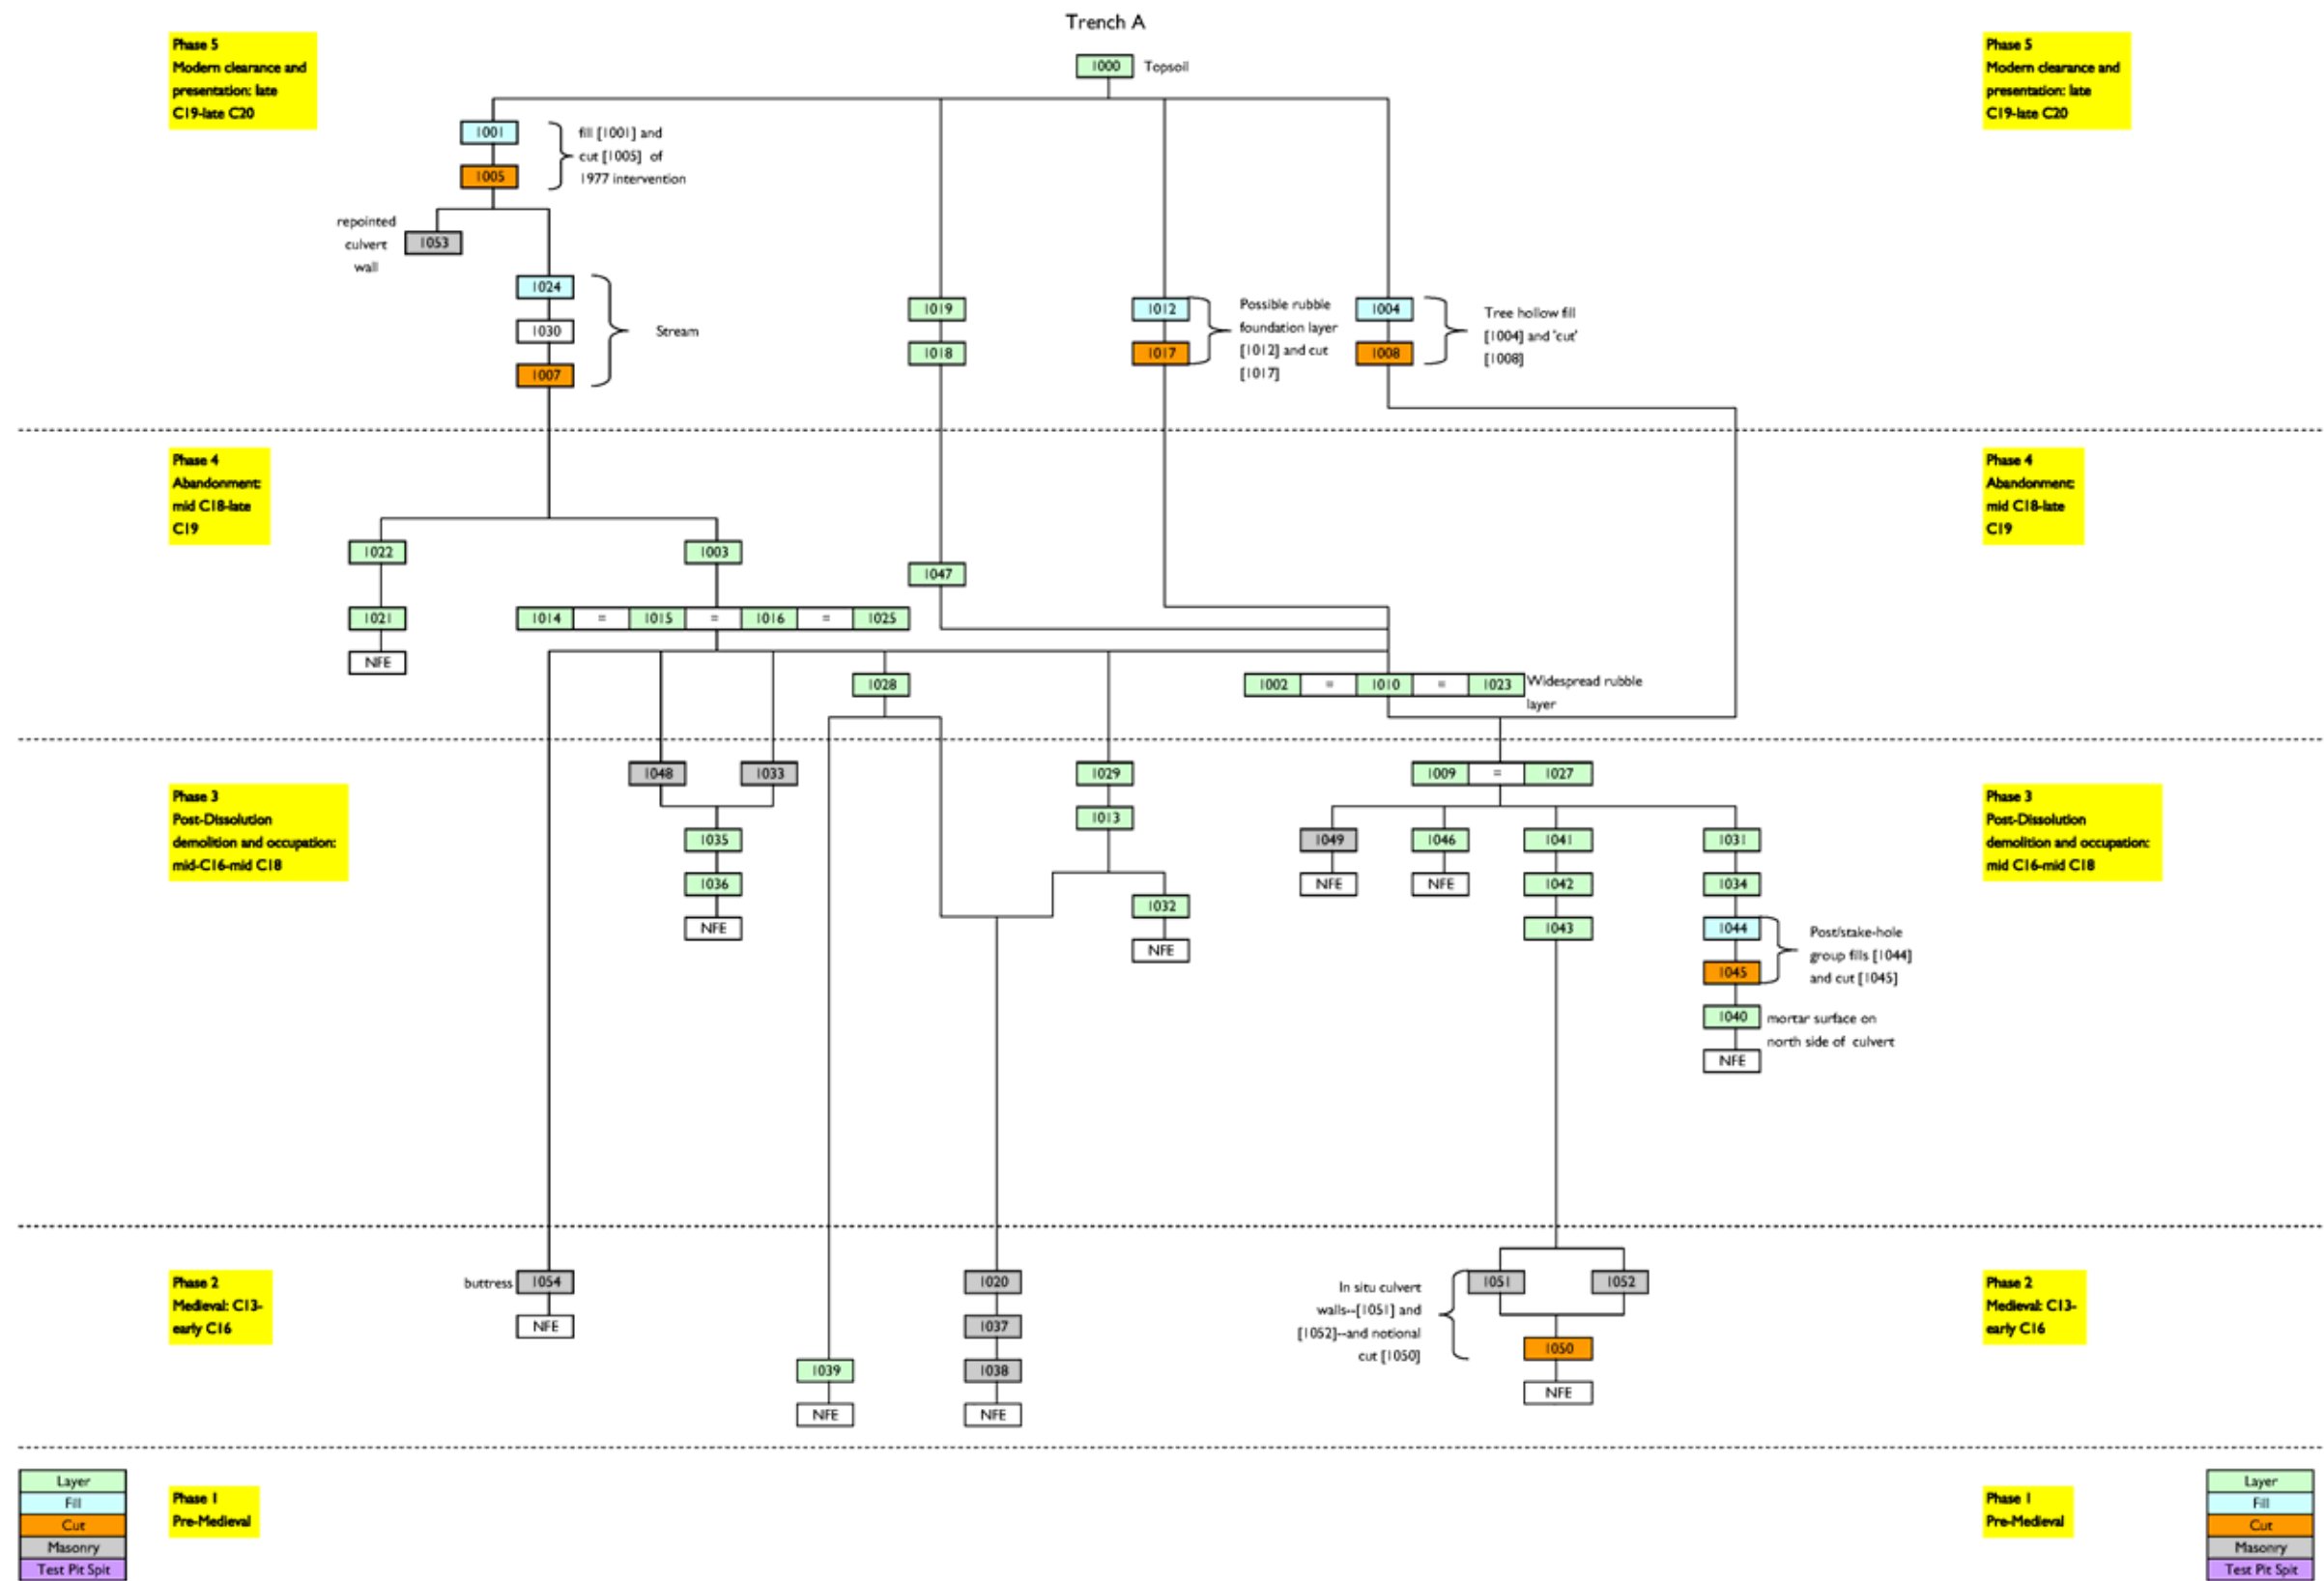 Trench A
Phase 5
Modern clearance and
presentation: late
C19-late C20
1000 Topsoil
Phase 5
Modern clearance and
presentation: late
C19-late C20
1001
1005
fill [1001] and
cut [1005] of
1977 intervention
repointed
culvert
wall
1053
1024
1030
1007
Stream
1019
1018
1012
1017
Possible rubble
foundation layer
[1012] and cut
[1017]
1004
1008
Tree hollow fill
[1004] and 'cut'
[1008]
Phase 4
Abandonment:
mid C18-late
C19
Phase 4
Abandonment:
mid C18-late
C19
1022
1003
1047
1021
1014 = 1015 = 1016 = 1025
NFE
1028
1002 = 1010 = 1023
Widespread rubble
layer
Phase 3
Post-Dissolution
demolition and occupation:
mid-C16-mid C18
1048
1033
1029
1009 = 1027
Phase 3
Post-Dissolution
demolition and occupation:
mid C16-mid C18
1013
1035
1036
NFE
1032
NFE
1049
NFE
1046
NFE
1041
1042
1043
1031
1034
1044
1045
Post/stake-hole
group fills [1044]
and cut [1045]
1040
mortar surface on
north side of culvert
NFE
Phase 2
Medieval: C13-
early C16
buttress 1054
NFE
1039
NFE
1020
1037
1038
NFE
In situ culvert
walls--[1051] and
[1052]--and notional
cut [1050]
1051
1052
1050
NFE
Phase 2
Medieval: C13-
early C16
Layer
Fill
Cut
Masonry
Test Pit Spit
Phase 1
Pre-Medieval
Phase 1
Pre-Medieval
Layer
Fill
Cut
Masonry
Test Pit Spit